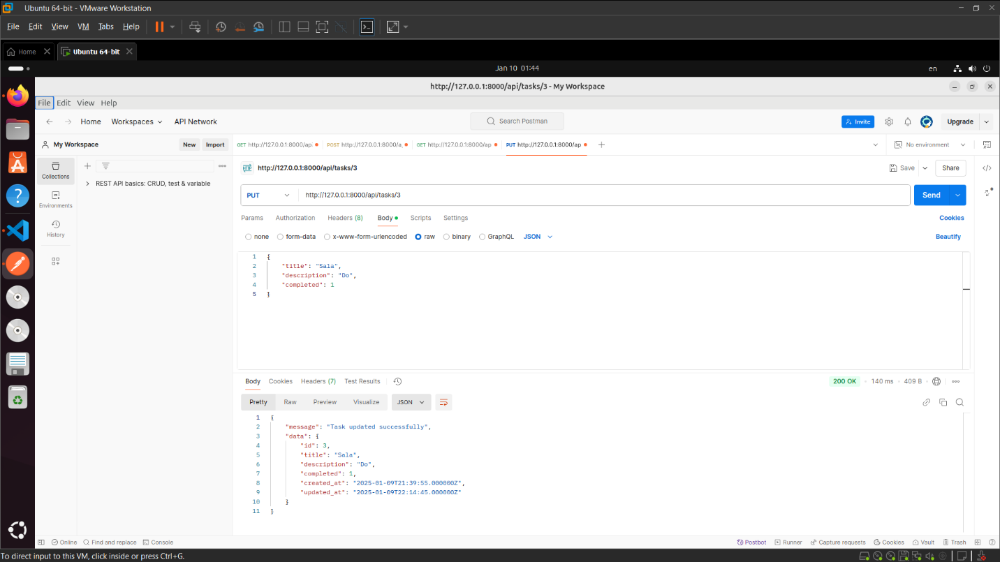 Ubuntu 64-bit - VMware Workstation
File Edit View VM Tabs Help
Home Ubuntu 64-bit
Jan 10 01:44 en
http://127.0.0.1:8000/api/tasks/3 - My Workspace
File Edit View Help
Home Workspaces API Network Search Postman Invite Upgrade
My Workspace New Import GET http://127.0.0.1:8000/ap POST http://127.0.0.1:8000/a GET http://127.0.0.1:8000/ap PUT http://127.0.0.1:8000/ap No environment
Collections
Environments
History
REST API basics: CRUD, test & variable
HTTP http://127.0.0.1:8000/api/tasks/3 Save Share
PUT http://127.0.0.1:8000/api/tasks/3 Send
Params Authorization Headers (8) Body Scripts Settings Cookies
none form-data x-www-form-urlencoded raw binary GraphQL JSON Beautify
1 {
2 "title": "Sala",
3 "description": "Do",
4 "completed": 1
5 }
Body Cookies Headers (7) Test Results 200 OK 140 ms 409 B
Pretty Raw Preview Visualize JSON
1 {
2 "message": "Task updated successfully",
3 "data": {
4 "id": 3,
5 "title": "Sala",
6 "description": "Do",
7 "completed": 1,
8 "created_at": "2025-01-09T21:39:55.000000Z",
9 "updated_at": "2025-01-09T22:14:45.000000Z"
10 }
11 }
Online Find and replace Console Postbot Runner Capture requests Cookies Vault Trash
To direct input to this VM, click inside or press Ctrl+G.